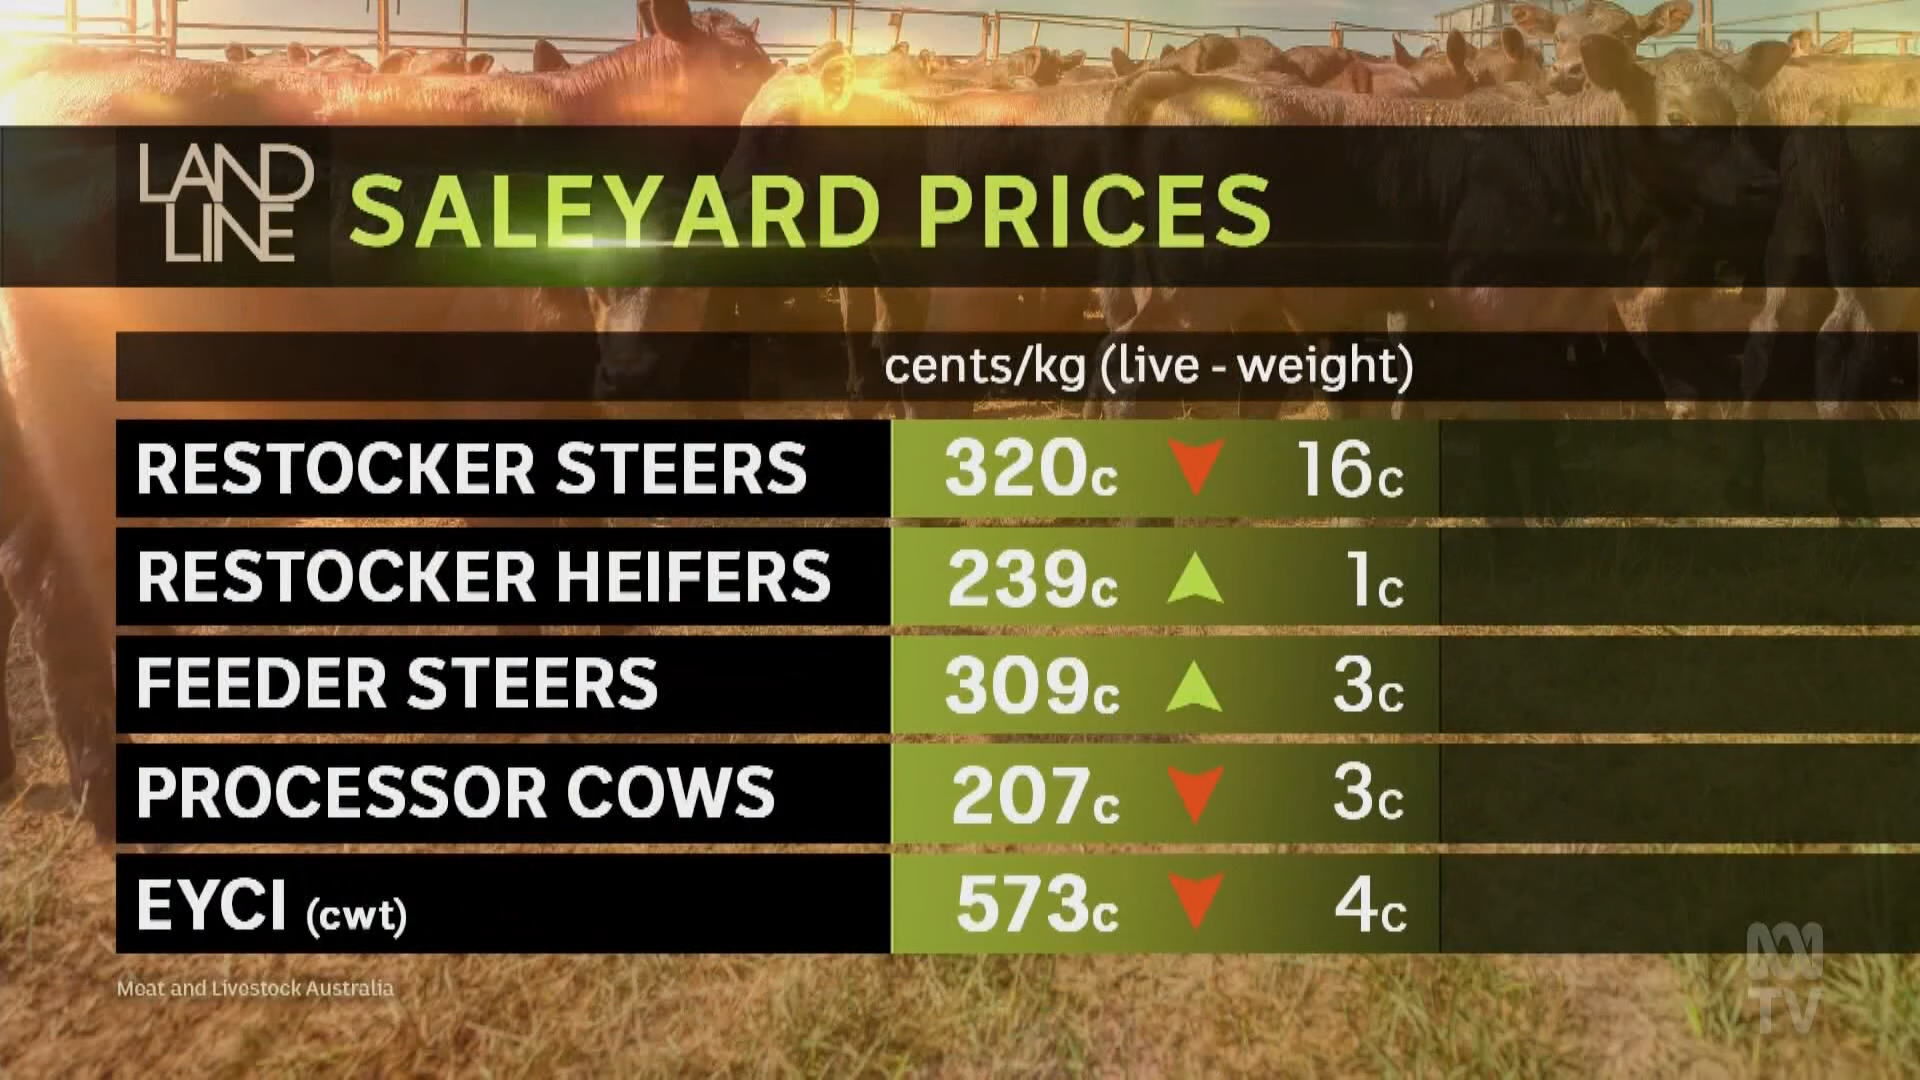 LAND
LINE
SALEYARD PRICES
cents/kg (live - weight)
RESTOCKER STEERS 320c 16c
RESTOCKER HEIFERS 239c 1c
FEEDER STEERS 309c 3c
PROCESSOR COWS 207c 3c
EYCI (cwt) 573c 4c
Meat and Livestock Australia
TV